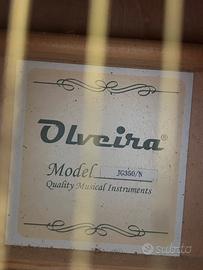 Olveira®
Model JG350/N
Quality Musical Instruments
subito